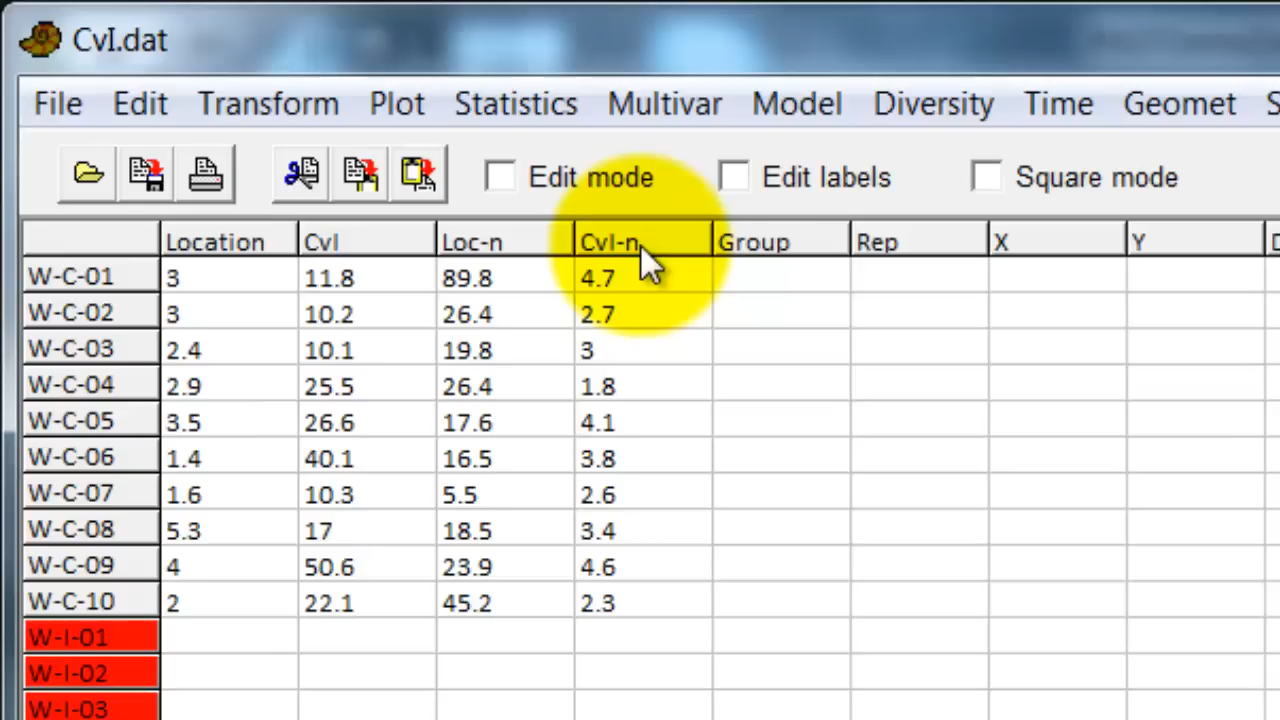 CvI.dat
File Edit Transform Plot Statistics Multivar Model Diversity Time Geomet S
Edit mode Edit labels Square mode
Location CvI Loc-n CvI-n Group Rep X Y D
W-C-01 3 11.8 89.8 4.7
W-C-02 3 10.2 26.4 2.7
W-C-03 2.4 10.1 19.8 3
W-C-04 2.9 25.5 26.4 1.8
W-C-05 3.5 26.6 17.6 4.1
W-C-06 1.4 40.1 16.5 3.8
W-C-07 1.6 10.3 5.5 2.6
W-C-08 5.3 17 18.5 3.4
W-C-09 4 50.6 23.9 4.6
W-C-10 2 22.1 45.2 2.3
W-I-01
W-I-02
W-I-03